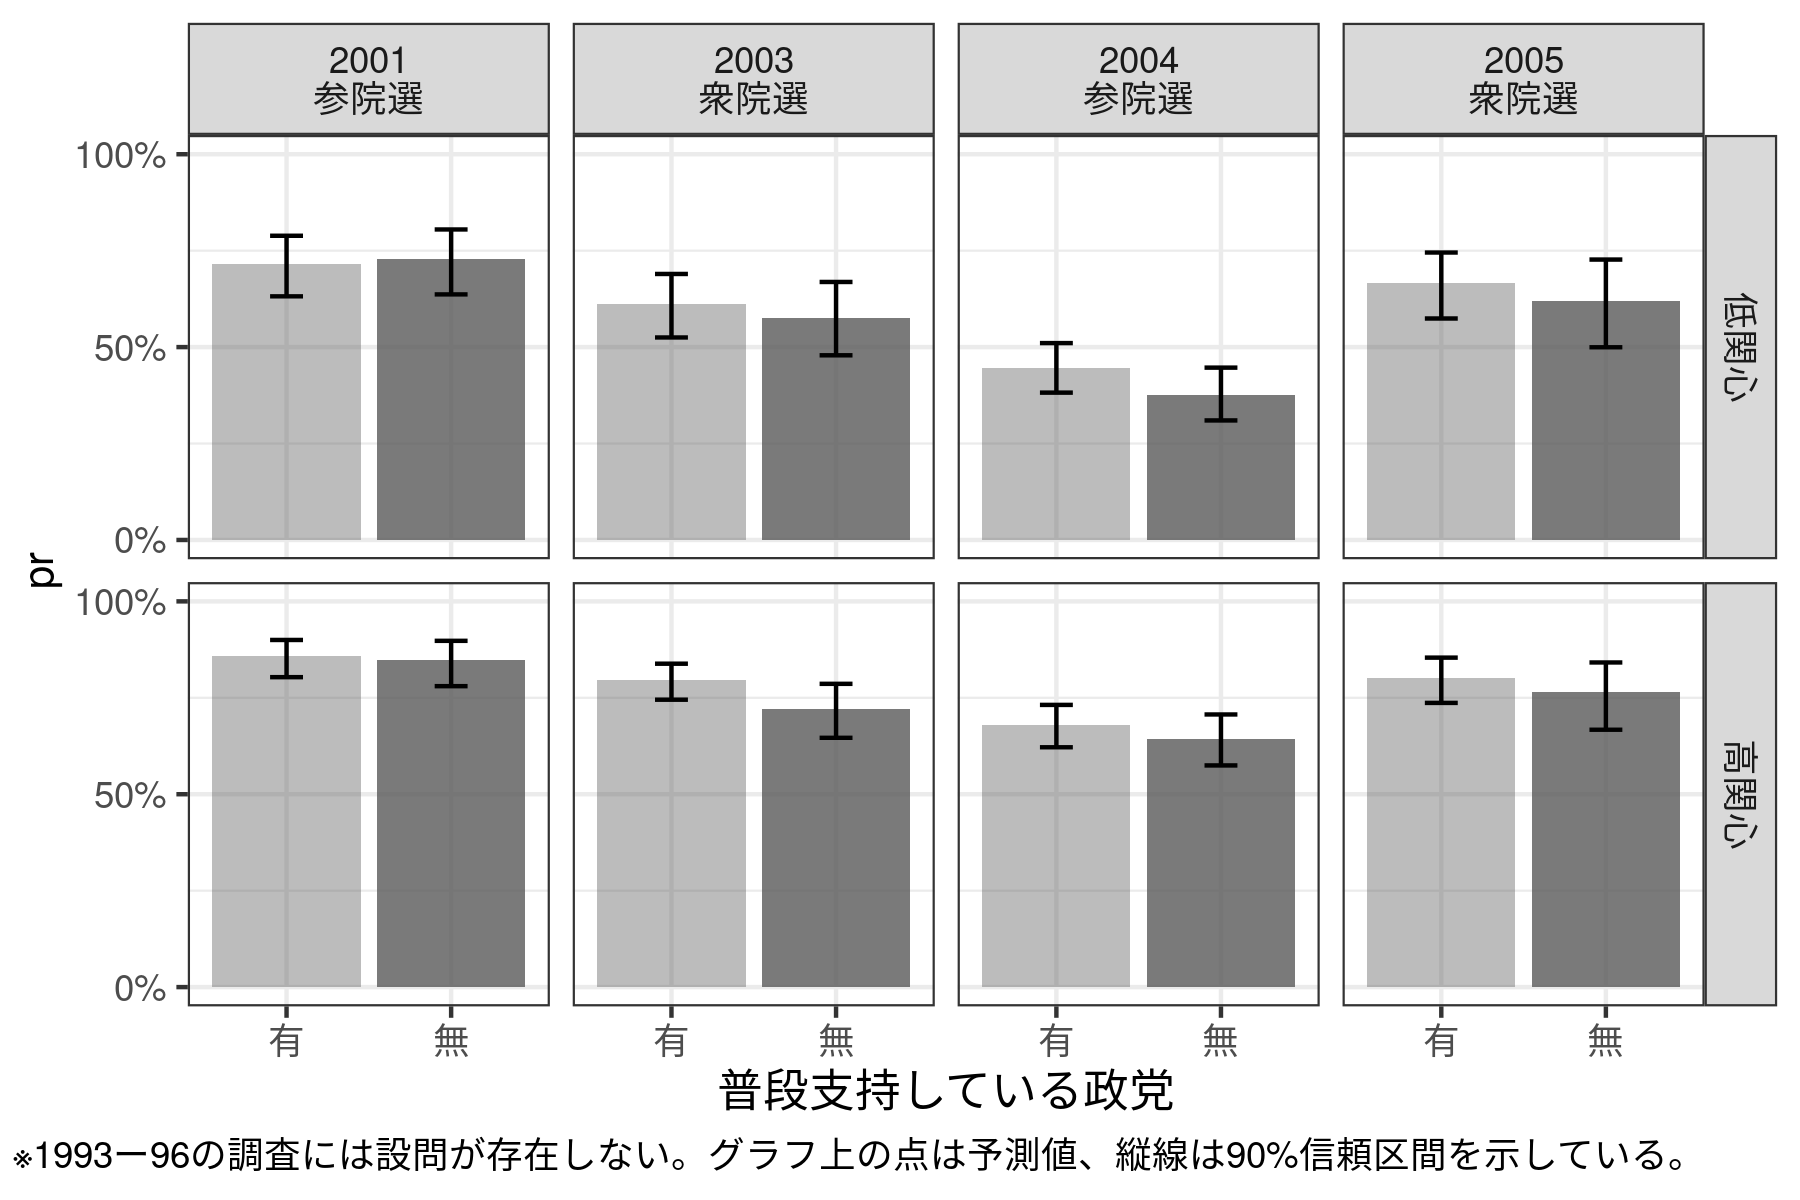 2001
参院選
2003
衆院選
2004
参院選
2005
衆院選
100%
50%
0%
低関心
pr
100%
50%
0%
高関心
有
無
有
無
有
無
有
無
普段支持している政党
※1993ー96の調査には設問が存在しない。グラフ上の点は予測値、縦線は90%信頼区間を示している。